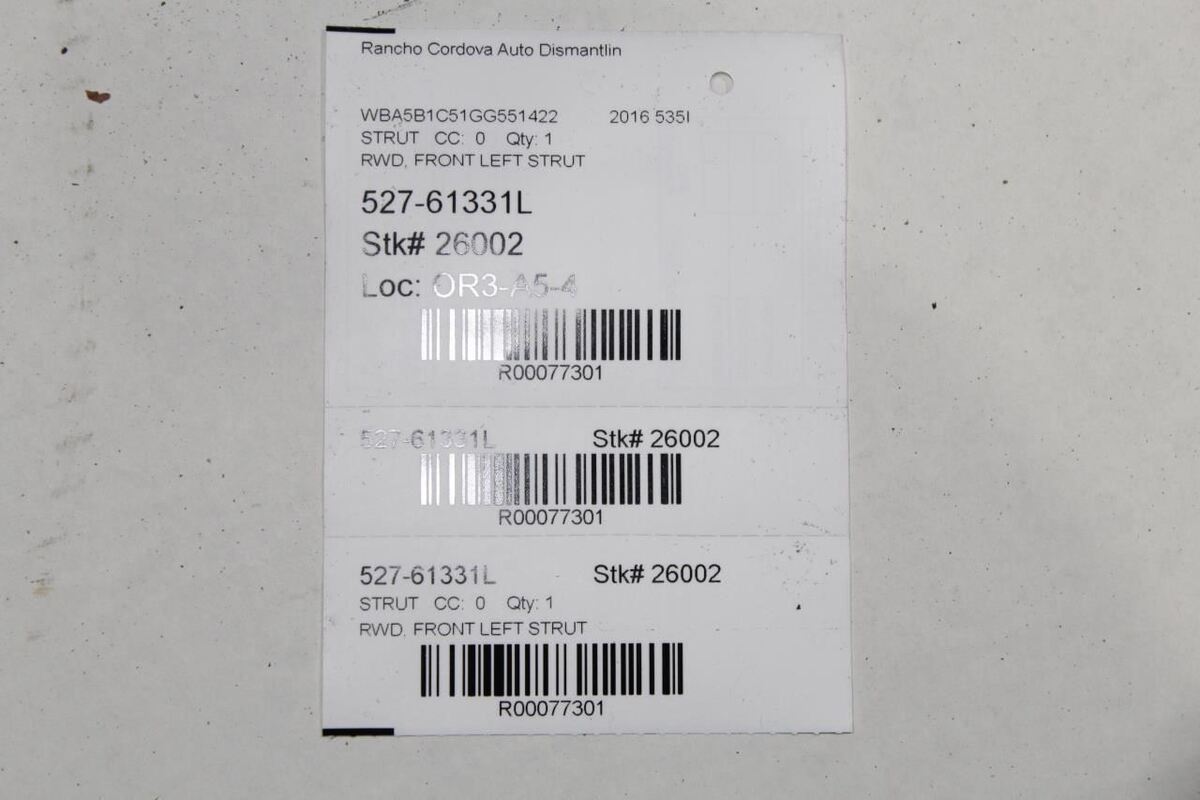 Rancho Cordova Auto Dismantlin
WBA5B1C51GG551422 2016 535I
STRUT CC: 0 Qty: 1
RWD, FRONT LEFT STRUT
527-61331L
Stk# 26002
Loc: OR3-A5-4
R00077301
527-61331L Stk# 26002
R00077301
527-61331L Stk# 26002
STRUT CC: 0 Qty: 1
RWD, FRONT LEFT STRUT
R00077301